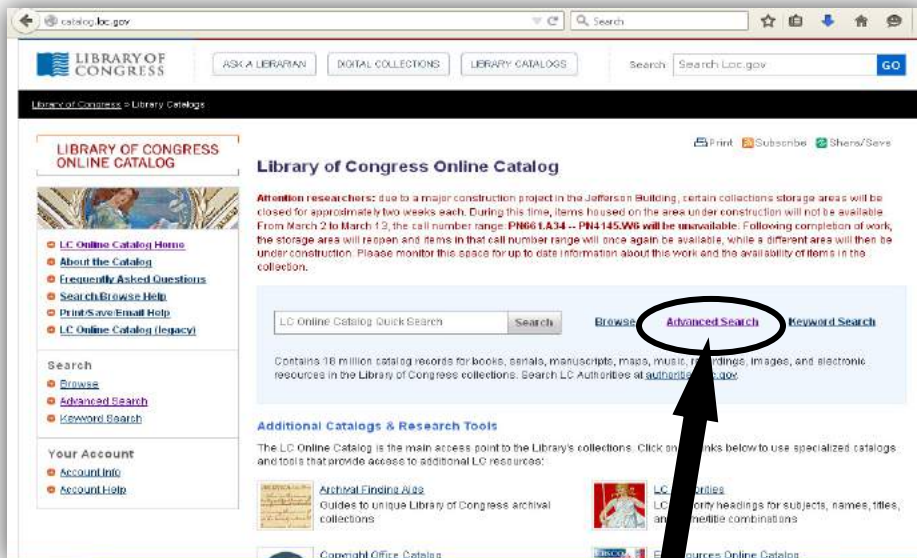 catalog.loc.gov
Search
LIBRARY OF
CONGRESS
ASK A LIBRARIAN
DIGITAL COLLECTIONS
LIBRARY CATALOGS
Search
Search Loc.gov
GO
Library of Congress > Library Catalogs
Print
Subscribe
Share/Save
LIBRARY OF CONGRESS
ONLINE CATALOG
LC Online Catalog Home
About the Catalog
Frequently Asked Questions
Search/Browse Help
Print/Save/Email Help
LC Online Catalog (legacy)
Search
Browse
Advanced Search
Keyword Search
Your Account
Account Info
Account Help
Library of Congress Online Catalog
Attention researchers: due to a major construction project in the Jefferson Building, certain collections storage areas will be
closed for approximately two weeks each. During this time, items housed on the area under construction will not be available.
From March 2 to March 13, the call number range: PN661.A34 -- PN4145.W6 will be unavailable. Following completion of work,
the storage area will reopen and items in that call number range will once again be available, while a different area will then be
under construction. Please monitor this space for up to date information about this work and the availability of items in the
collection.
LC Online Catalog Quick Search
Search
Browse
Advanced Search
Keyword Search
Contains 18 million catalog records for books, serials, manuscripts, maps, music, recordings, images, and electronic
resources in the Library of Congress collections. Search LC Authorities at
Additional Catalogs & Research Tools
The LC Online Catalog is the main access point to the Library's collections. Click on links below to use specialized catalogs
and tools that provide access to additional LC resources:
Archival Finding Aids
Guides to unique Library of Congress archival
collections
LC
LC headings for subjects, names, titles,
and combinations
Copyright Office Catalog
Online Catalog